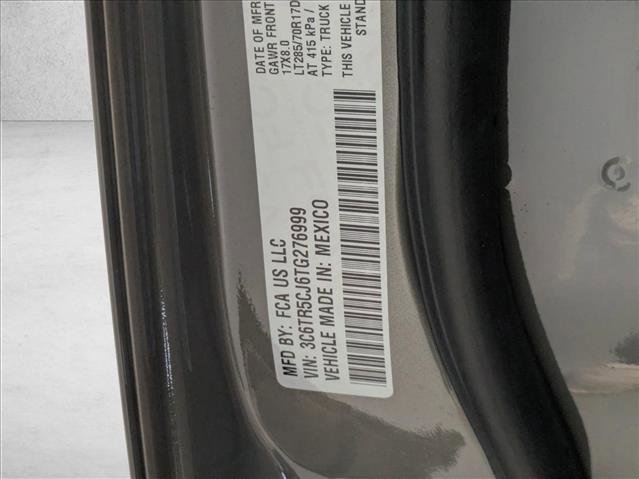 MFD BY: FCA US LLC
VIN: 3C6TR5CJ6TG276999
VEHICLE MADE IN: MEXICO
DATE OF MFR
GAWR FRONT
17X8.0
LT285/70R17D
AT 415 kPa /
TYPE: TRUCK
THIS VEHICLE
STAND